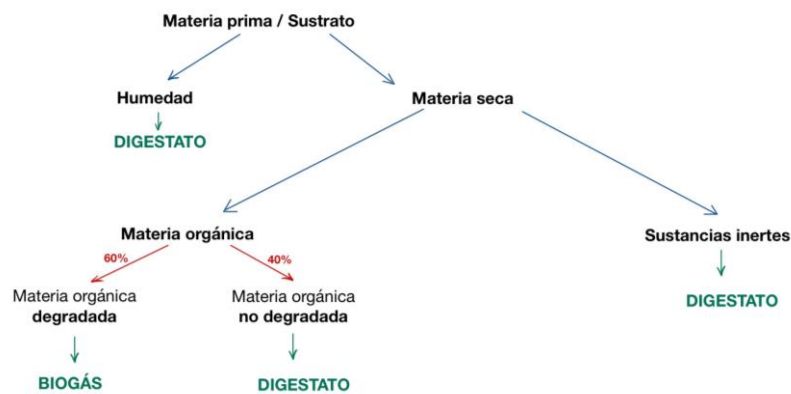 Materia prima / Sustrato
Humedad
Materia seca
DIGESTATO
Materia orgánica
Sustancias inertes
60%
40%
Materia orgánica
degradada
Materia orgánica
no degradada
DIGESTATO
BIOGÁS
DIGESTATO